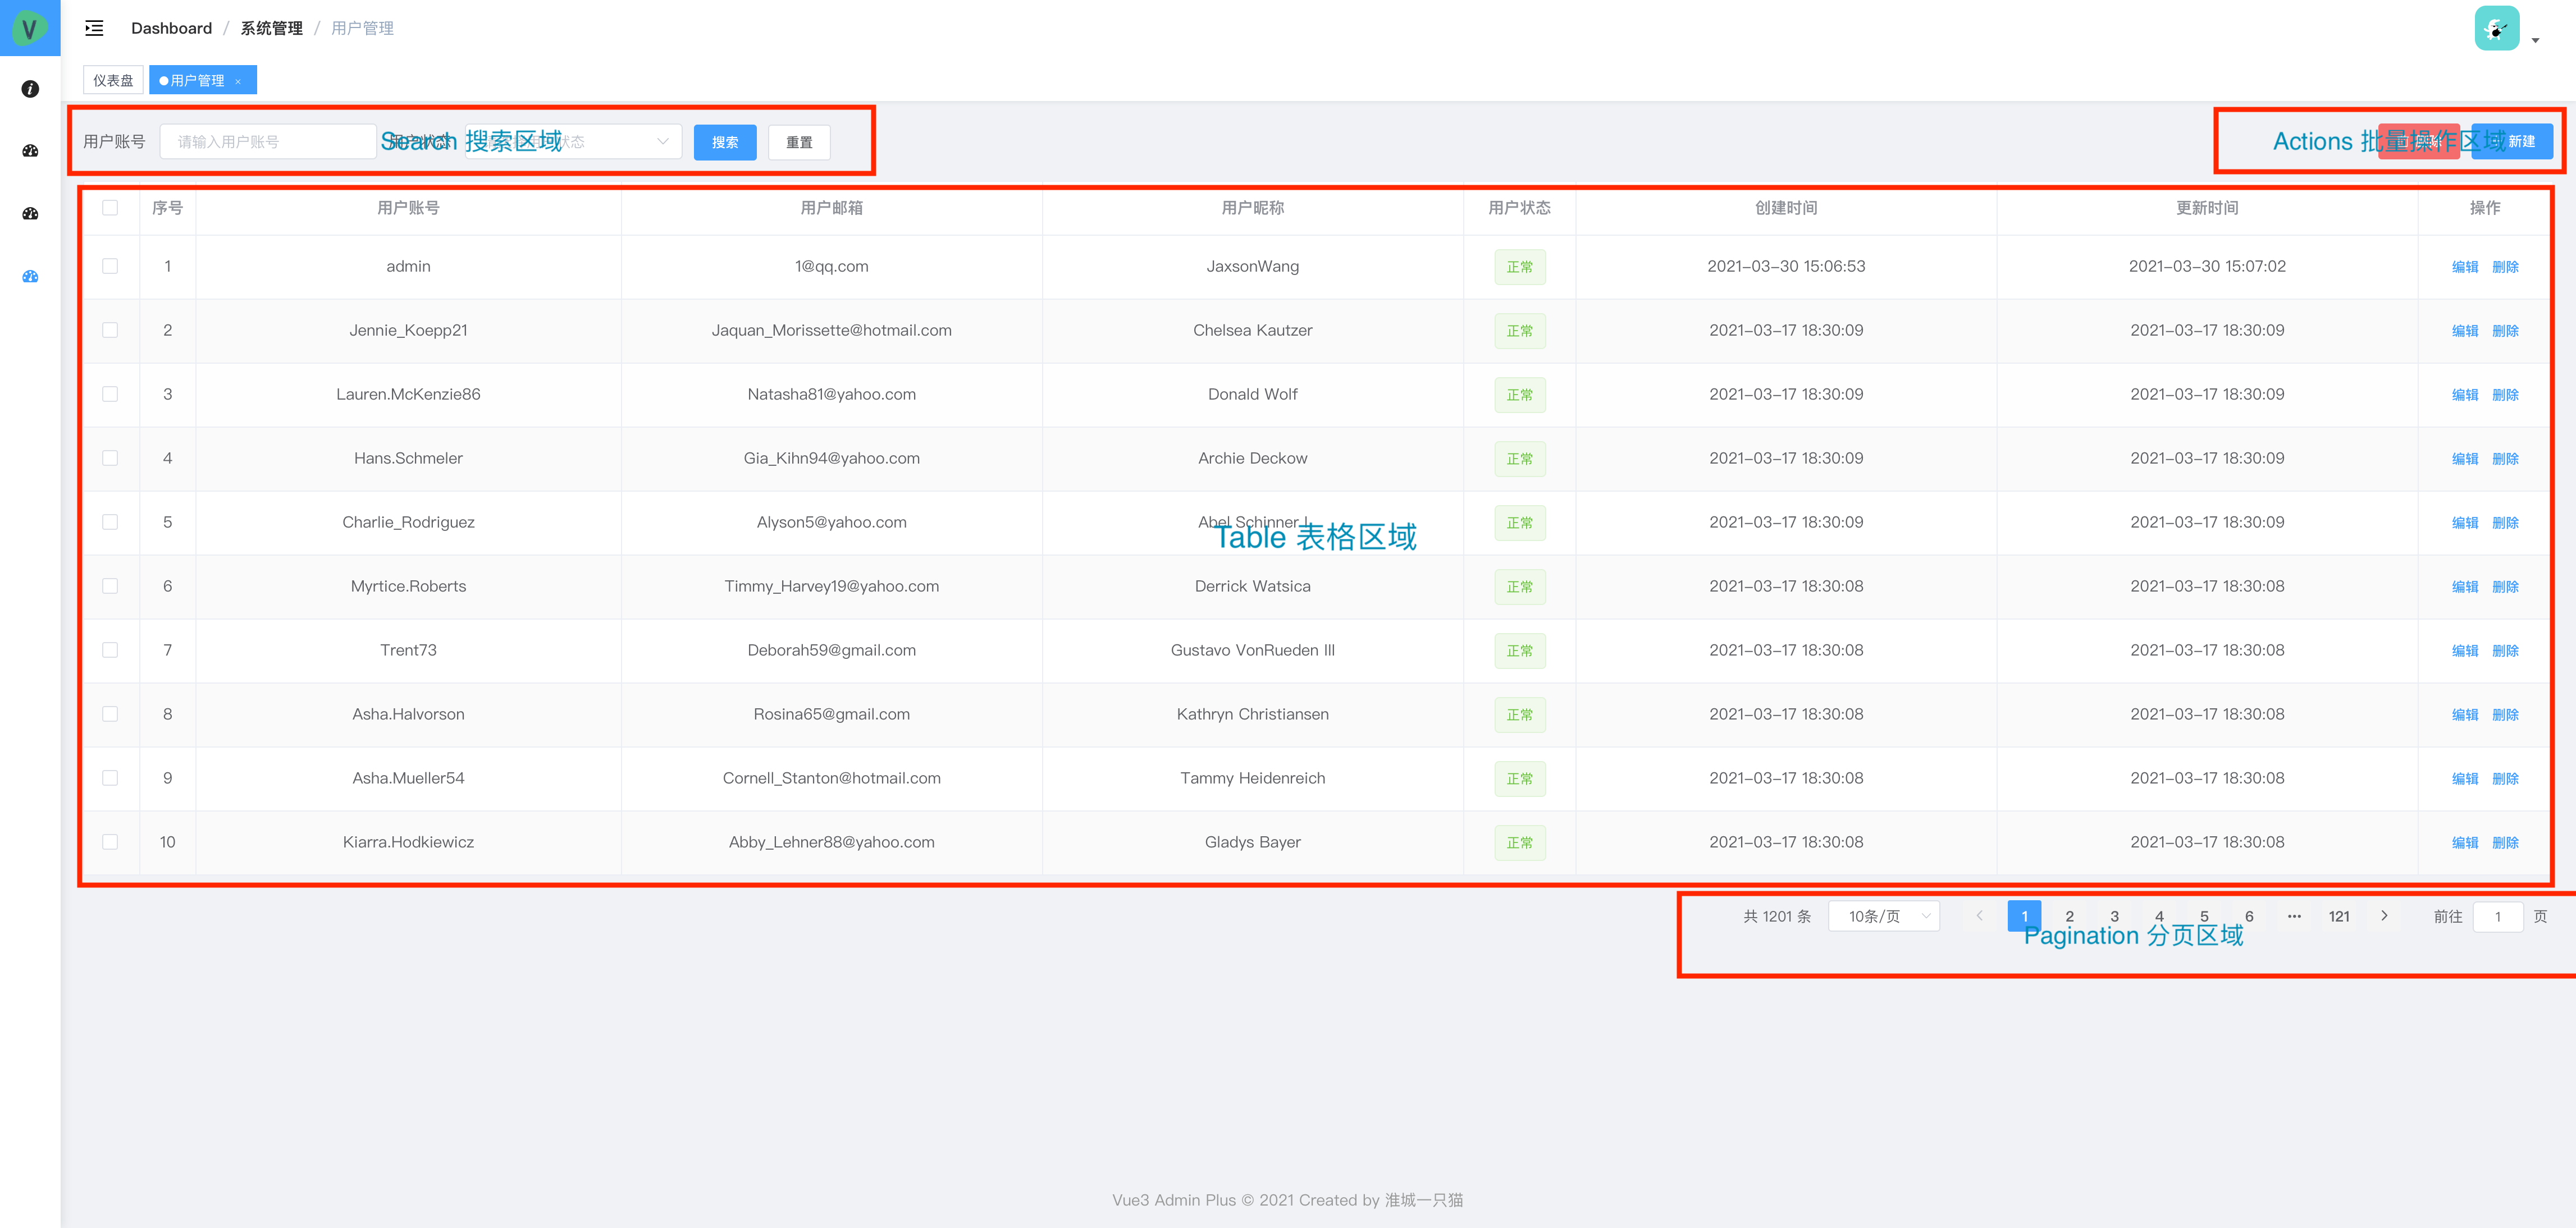 V
Dashboard / 系统管理 / 用户管理
仪表盘 用户管理 ×
用户账号 请输入用户账号 用户状态 状态 搜索 重置
Search 搜索区域
Actions 批量操作区域 新建
序号 用户账号 用户邮箱 用户昵称 用户状态 创建时间 更新时间 操作
1 admin 1@qq.com JaxsonWang 正常 2021-03-30 15:06:53 2021-03-30 15:07:02 编辑 删除
2 Jennie_Koepp21 Jaquan_Morissette@hotmail.com Chelsea Kautzer 正常 2021-03-17 18:30:09 2021-03-17 18:30:09 编辑 删除
3 Lauren.McKenzie86 Natasha81@yahoo.com Donald Wolf 正常 2021-03-17 18:30:09 2021-03-17 18:30:09 编辑 删除
4 Hans.Schmeler Gia_Kihn94@yahoo.com Archie Deckow 正常 2021-03-17 18:30:09 2021-03-17 18:30:09 编辑 删除
5 Charlie_Rodriguez Alyson5@yahoo.com Abel Schinner I 正常 2021-03-17 18:30:09 2021-03-17 18:30:09 编辑 删除
Table 表格区域
6 Myrtice.Roberts Timmy_Harvey19@yahoo.com Derrick Watsica 正常 2021-03-17 18:30:08 2021-03-17 18:30:08 编辑 删除
7 Trent73 Deborah59@gmail.com Gustavo VonRueden III 正常 2021-03-17 18:30:08 2021-03-17 18:30:08 编辑 删除
8 Asha.Halvorson Rosina65@gmail.com Kathryn Christiansen 正常 2021-03-17 18:30:08 2021-03-17 18:30:08 编辑 删除
9 Asha.Mueller54 Cornell_Stanton@hotmail.com Tammy Heidenreich 正常 2021-03-17 18:30:08 2021-03-17 18:30:08 编辑 删除
10 Kiarra.Hodkiewicz Abby_Lehner88@yahoo.com Gladys Bayer 正常 2021-03-17 18:30:08 2021-03-17 18:30:08 编辑 删除
共 1201 条 10条/页 1 2 3 4 5 6 ··· 121 前往 1 页
Pagination 分页区域
Vue3 Admin Plus © 2021 Created by 淮城一只猫